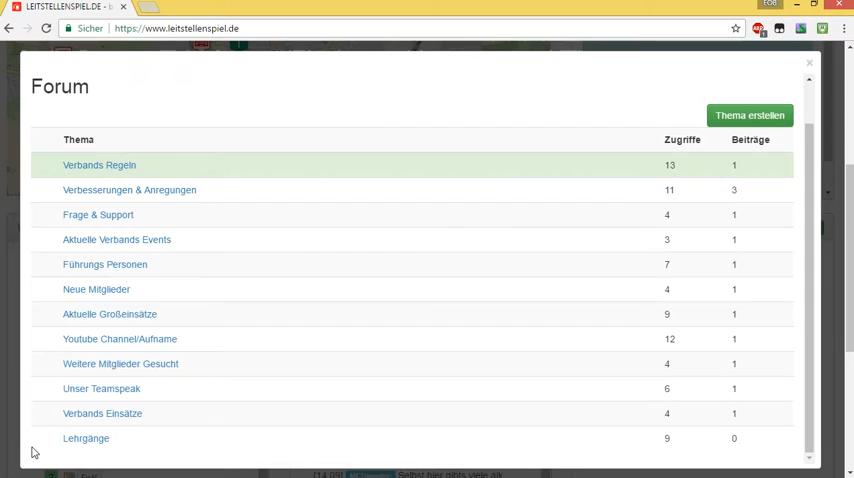 LEITSTELLENSPIEL.DE - b
EOB
Sicher https://www.leitstellenspiel.de
Forum
Thema erstellen
Thema Zugriffe Beiträge
Verbands Regeln 13 1
Verbesserungen & Anregungen 11 3
Frage & Support 4 1
Aktuelle Verbands Events 3 1
Führungs Personen 7 1
Neue Mitglieder 4 1
Aktuelle Großeinsätze 9 1
Youtube Channel/Aufname 12 1
Weitere Mitglieder Gesucht 4 1
Unser Teamspeak 6 1
Verbands Einsätze 4 1
Lehrgänge 9 0